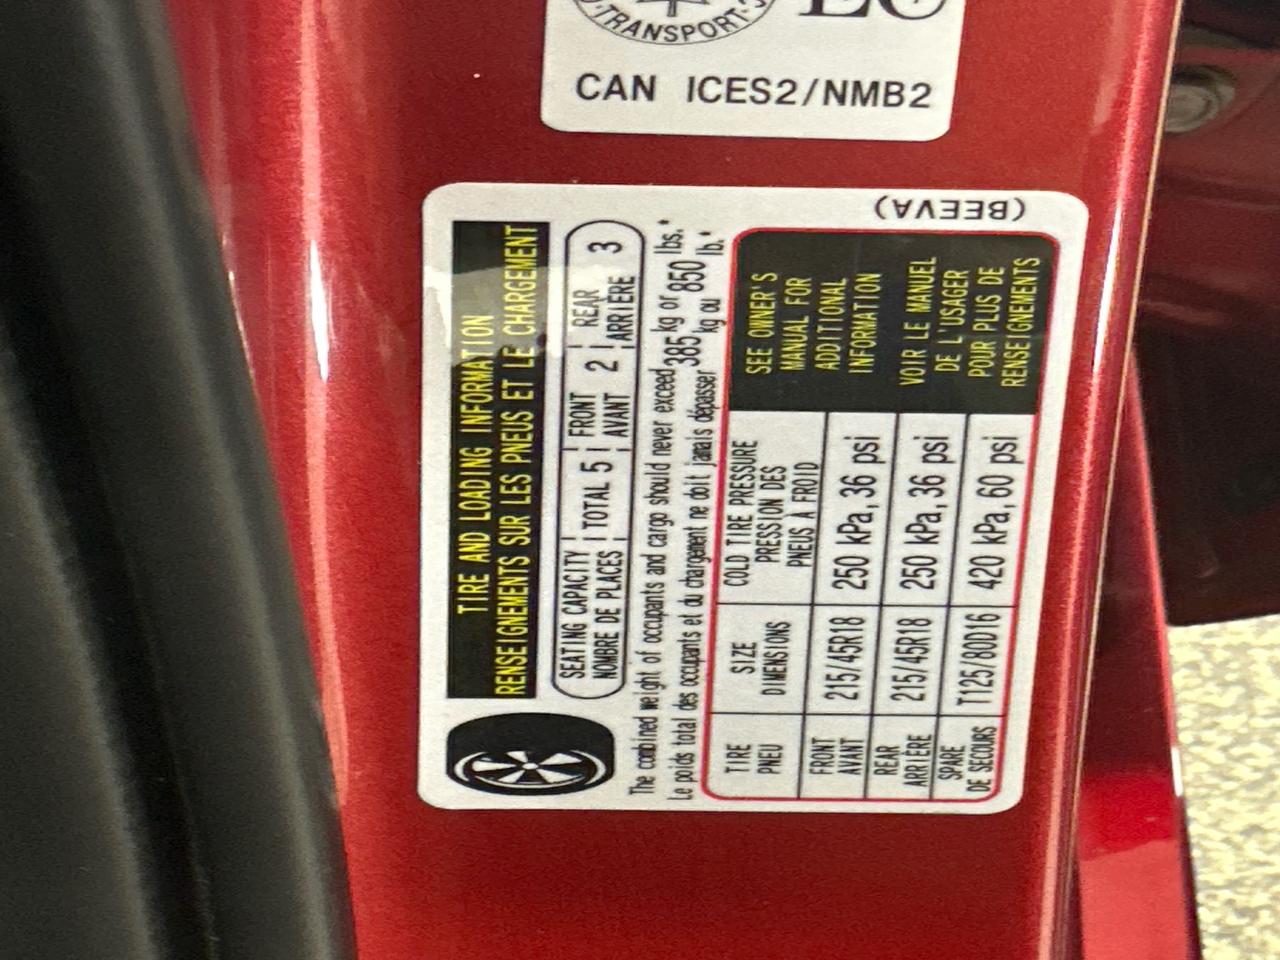 ·TRANSPORT·
EC
CAN ICES2/NMB2
(BEEVA)
TIRE AND LOADING INFORMATION
RENSEIGNEMENTS SUR LES PNEUS ET LE CHARGEMENT
SEATING CAPACITY | TOTAL 5 | FRONT 2 | REAR 3
NOMBRE DE PLACES AVANT ARRIÈRE
The combined weight of occupants and cargo should never exceed 385 kg or 850 lbs.*
Le poids total des occupants et du chargement ne doit jamais dépasser kg ou lb.*
TIRE SIZE COLD TIRE PRESSURE
PNEU DIMENSIONS PRESSION DES
PNEUS À FROID
FRONT 215/45R18 250 kPa, 36 psi
AVANT
REAR 215/45R18 250 kPa, 36 psi
ARRIÈRE
SPARE T125/80D16 420 kPa, 60 psi
DE SECOURS
SEE OWNER'S
MANUAL FOR
ADDITIONAL
INFORMATION
VOIR LE MANUEL
DE L'USAGER
POUR PLUS DE
RENSEIGNEMENTS